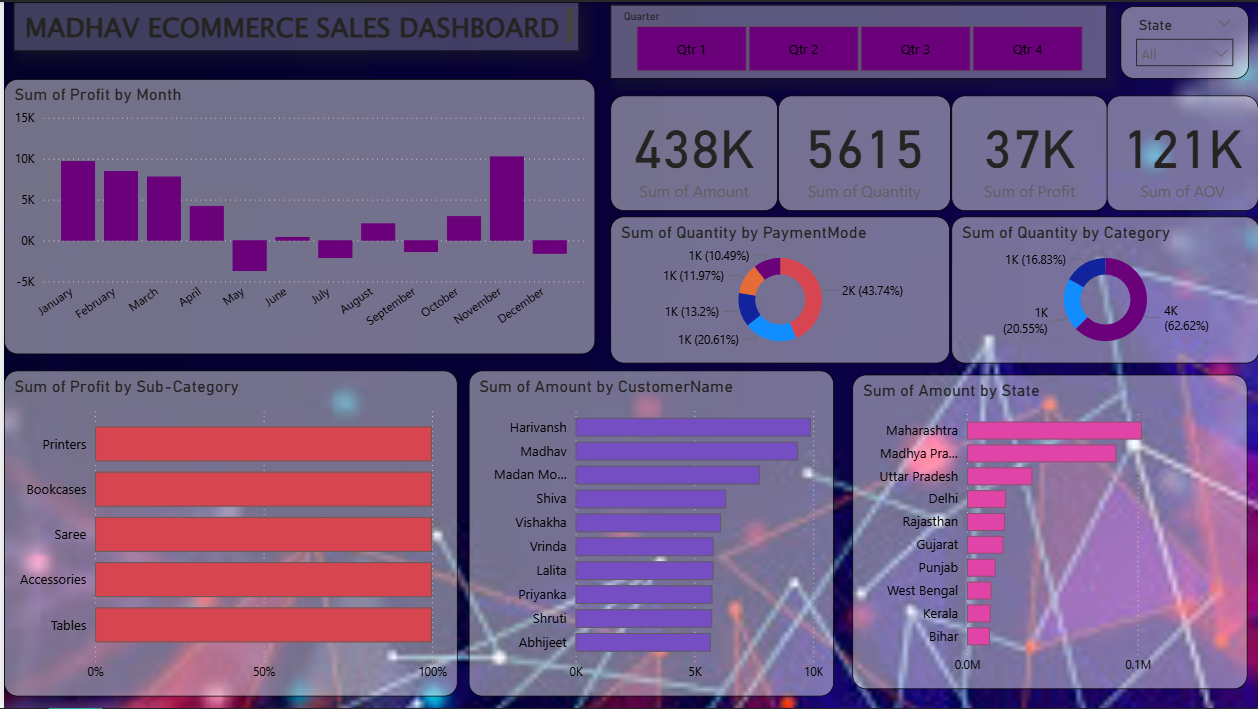 MADHAV ECOMMERCE SALES DASHBOARD
Quarter
Qtr 1
Qtr 2
Qtr 3
Qtr 4
State
All
Sum of Profit by Month
15K
10K
5K
0K
-5K
January
February
March
April
May
June
July
August
September
October
November
December
438K
Sum of Amount
5615
Sum of Quantity
37K
Sum of Profit
121K
Sum of AOV
Sum of Quantity by PaymentMode
1K (10.49%)
1K (11.97%)
1K (13.2%)
1K (20.61%)
2K (43.74%)
Sum of Quantity by Category
1K (16.83%)
1K
(20.55%)
4K
(62.62%)
Sum of Profit by Sub-Category
Printers
Bookcases
Saree
Accessories
Tables
0%
50%
100%
Sum of Amount by CustomerName
Harivansh
Madhav
Madan Mo...
Shiva
Vishakha
Vrinda
Lalita
Priyanka
Shruti
Abhijeet
0K
5K
10K
Sum of Amount by State
Maharashtra
Madhya Pra...
Uttar Pradesh
Delhi
Rajasthan
Gujarat
Punjab
West Bengal
Kerala
Bihar
0.0M
0.1M